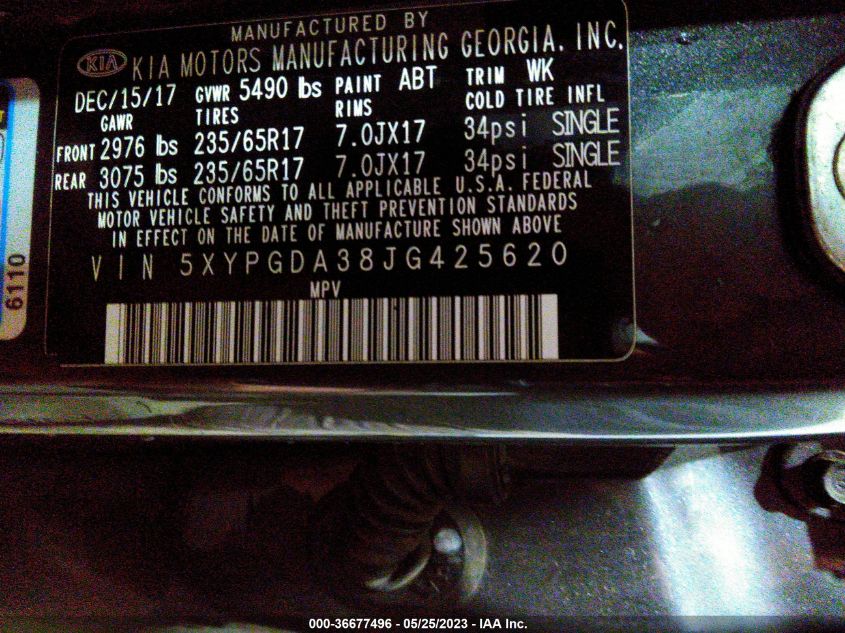 MANUFACTURED BY
KIA KIA MOTORS MANUFACTURING GEORGIA, INC.
DEC/15/17 GVWR 5490 lbs PAINT ABT TRIM WK
GAWR TIRES RIMS COLD TIRE INFL
FRONT 2976 lbs 235/65R17 7.0JX17 34psi SINGLE
REAR 3075 lbs 235/65R17 7.0JX17 34psi SINGLE
THIS VEHICLE CONFORMS TO ALL APPLICABLE U.S.A. FEDERAL
MOTOR VEHICLE SAFETY AND THEFT PREVENTION STANDARDS
IN EFFECT ON THE DATE OF MANUFACTURE SHOWN ABOVE
VIN 5XYPGDA38JG425620
MPV
6110
000-36677496 - 05/25/2023 - IAA Inc.